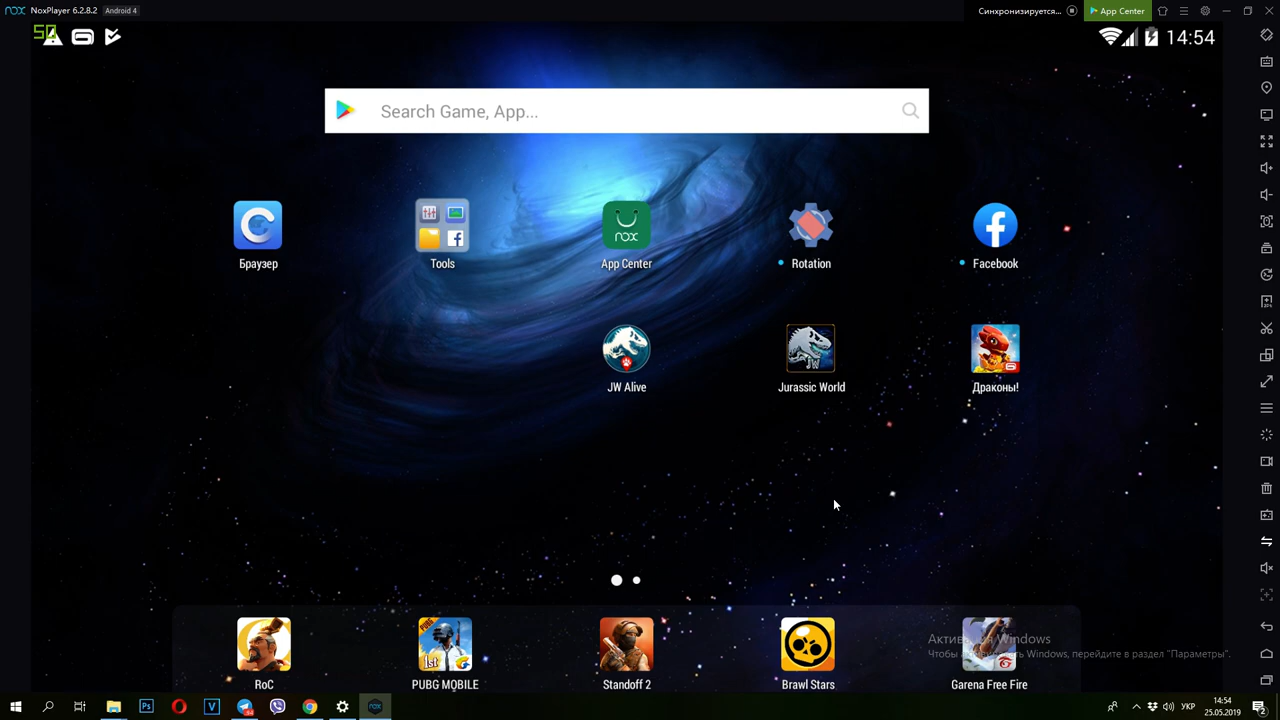 nox NoxPlayer 6.2.8.2 Android 4 Синхронизируется... App Center
50 14:54
Search Game, App...
Браузер Tools App Center Rotation Facebook
JW Alive Jurassic World Драконы!
RoC PUBG MOBILE Standoff 2 Brawl Stars Garena Free Fire
Активация Windows
Чтобы активировать Windows, перейдите в раздел "Параметры".
14:54
УКР
25.05.2019